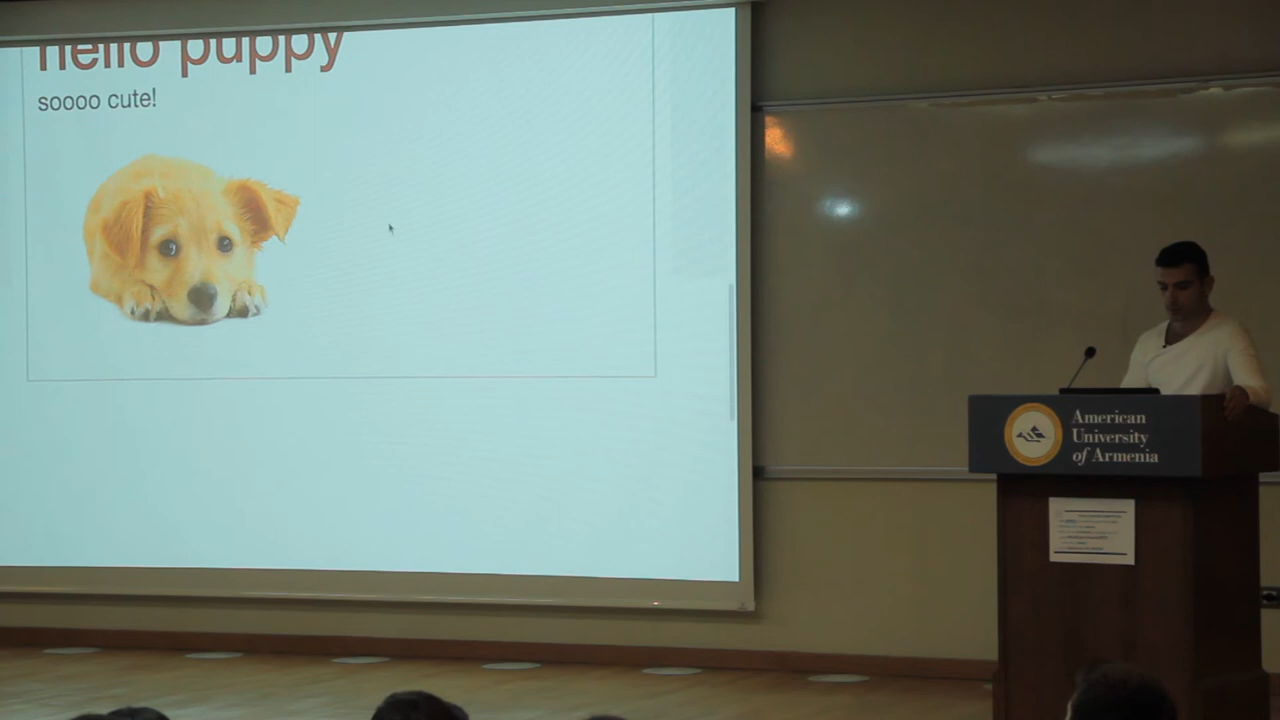 hello puppy
soooo cute!
American
University
of Armenia